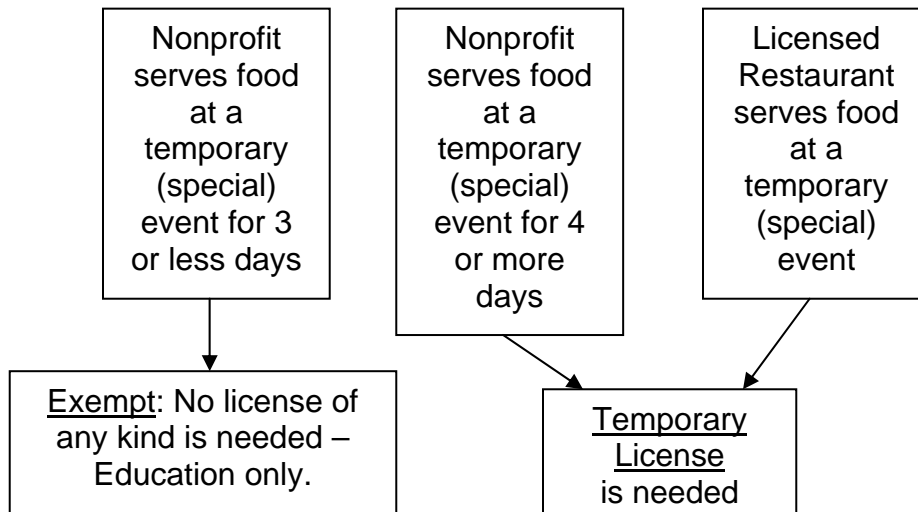 Nonprofit
serves food
at a
temporary
(special)
event for 3
or less days
Nonprofit
serves food
at a
temporary
(special)
event for 4
or more
days
Licensed
Restaurant
serves food
at a
temporary
(special)
event
Exempt: No license of
any kind is needed –
Education only.
Temporary
License
is needed